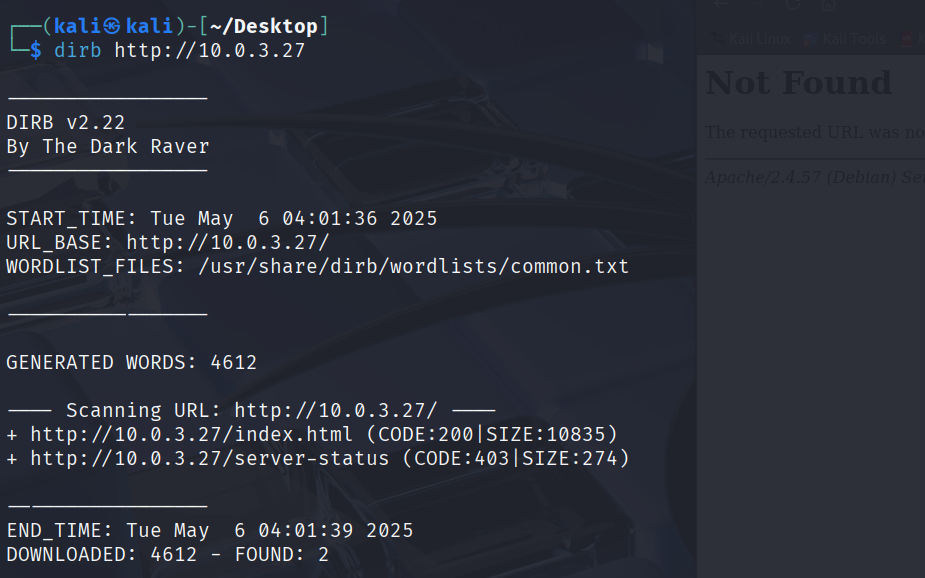 ┌──(kali㉿kali)-[~/Desktop]
└─$ dirb http://10.0.3.27
-----------------
DIRB v2.22
By The Dark Raver
-----------------
START_TIME: Tue May  6 04:01:36 2025
URL_BASE: http://10.0.3.27/
WORDLIST_FILES: /usr/share/dirb/wordlists/common.txt
-----------------
GENERATED WORDS: 4612
---- Scanning URL: http://10.0.3.27/ ----
+ http://10.0.3.27/index.html (CODE:200|SIZE:10835)
+ http://10.0.3.27/server-status (CODE:403|SIZE:274)
-----------------
END_TIME: Tue May  6 04:01:39 2025
DOWNLOADED: 4612 - FOUND: 2
Kali Linux Kali Tools
Not Found
The requested URL was no
Apache/2.4.57 (Debian) Se